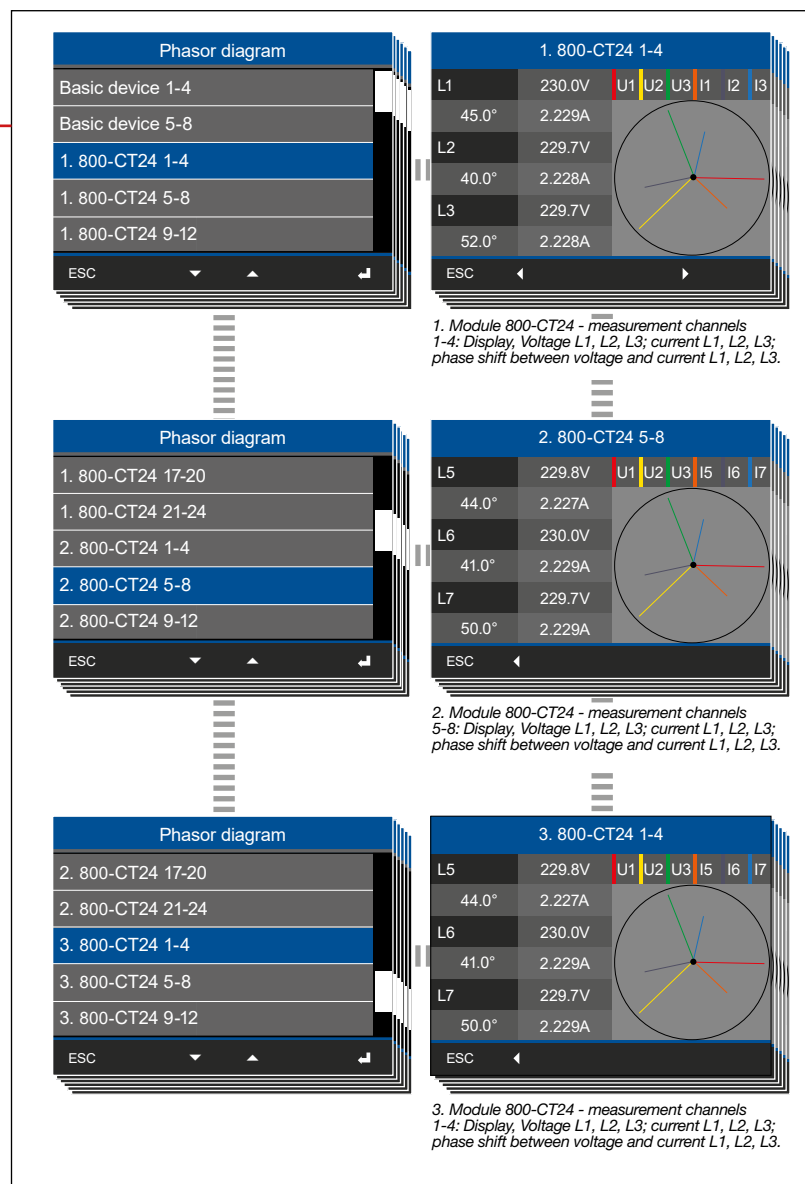 Phasor diagram
Basic device 1-4
Basic device 5-8
1. 800-CT24 1-4
1. 800-CT24 5-8
1. 800-CT24 9-12
ESC
1. 800-CT24 1-4
L1 230.0V U1 U2 U3 I1 I2 I3
45.0° 2.229A
L2 229.7V
40.0° 2.228A
L3 229.7V
52.0° 2.228A
ESC
1. Module 800-CT24 - measurement channels
1-4: Display, Voltage L1, L2, L3; current L1, L2, L3;
phase shift between voltage and current L1, L2, L3.
Phasor diagram
1. 800-CT24 17-20
1. 800-CT24 21-24
2. 800-CT24 1-4
2. 800-CT24 5-8
2. 800-CT24 9-12
ESC
2. 800-CT24 5-8
L5 229.8V U1 U2 U3 I5 I6 I7
44.0° 2.227A
L6 230.0V
41.0° 2.229A
L7 229.7V
50.0° 2.229A
ESC
2. Module 800-CT24 - measurement channels
5-8: Display, Voltage L1, L2, L3; current L1, L2, L3;
phase shift between voltage and current L1, L2, L3.
Phasor diagram
2. 800-CT24 17-20
2. 800-CT24 21-24
3. 800-CT24 1-4
3. 800-CT24 5-8
3. 800-CT24 9-12
ESC
3. 800-CT24 1-4
L5 229.8V U1 U2 U3 I5 I6 I7
44.0° 2.227A
L6 230.0V
41.0° 2.229A
L7 229.7V
50.0° 2.229A
ESC
3. Module 800-CT24 - measurement channels
1-4: Display, Voltage L1, L2, L3; current L1, L2, L3;
phase shift between voltage and current L1, L2, L3.